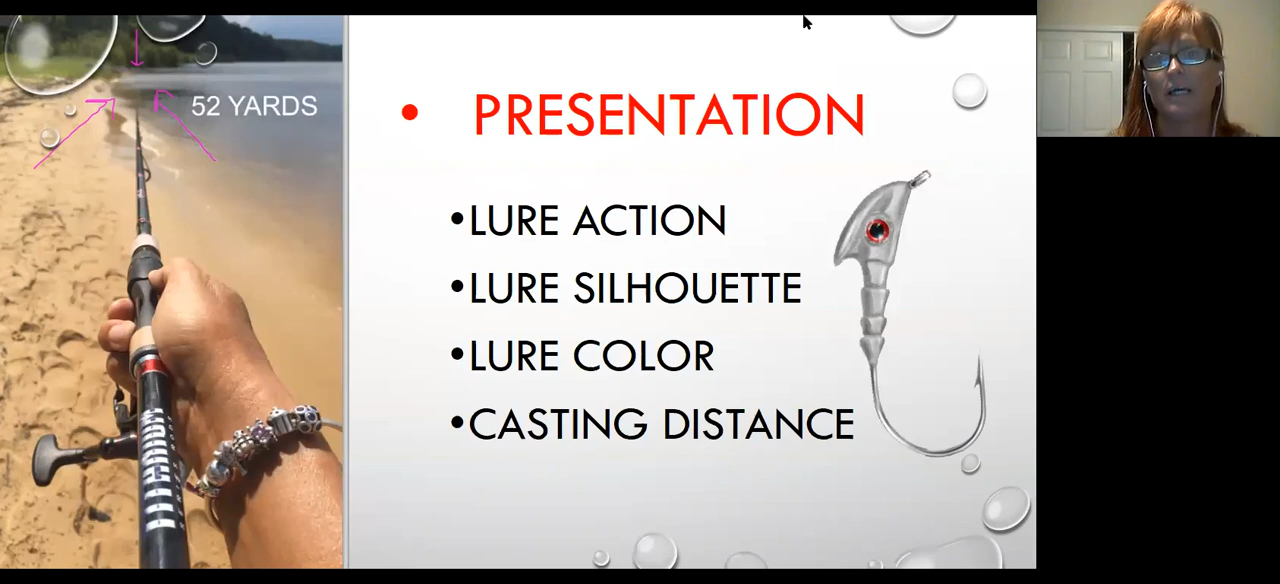 52 YARDS
• PRESENTATION
•LURE ACTION
•LURE SILHOUETTE
•LURE COLOR
•CASTING DISTANCE